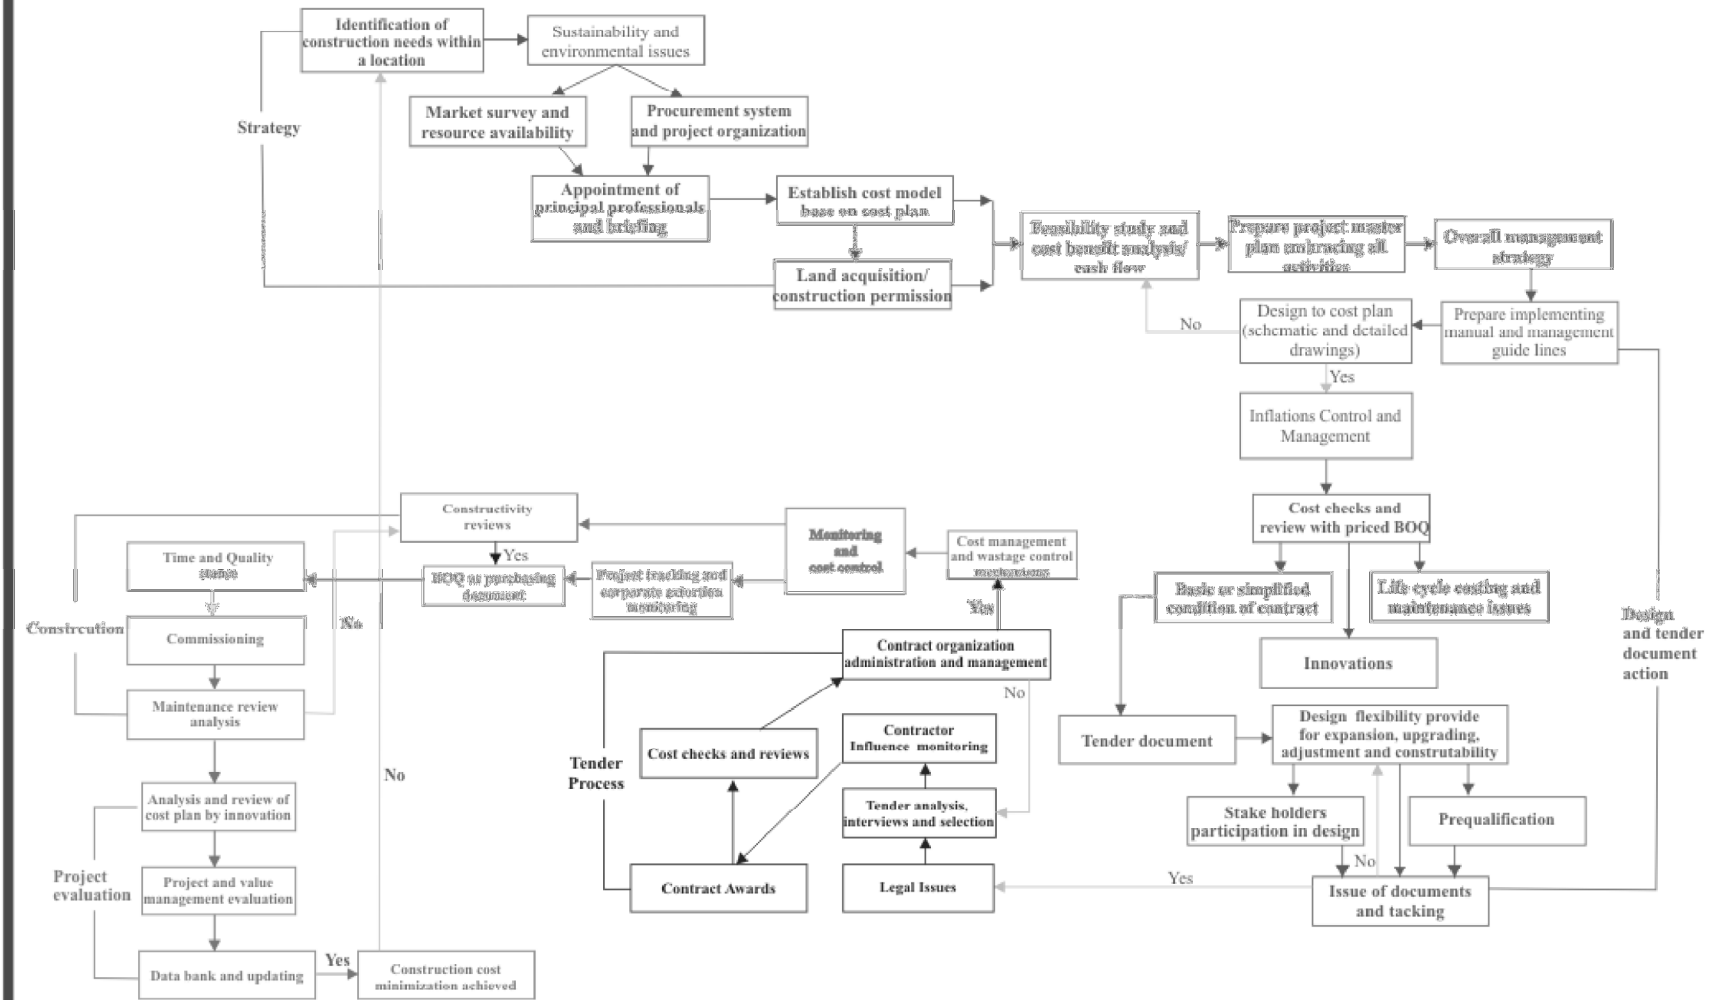 Identification of
construction needs within
a location
Sustainability and
environmental issues
Strategy
Market survey and
resource availability
Procurement system
and project organization
Appointment of
principal professionals
and briefing
Establish cost model
base on cost plan
Land acquisition/
construction permission
Feasibility study and
cost benefit analysis/
cash flow
Prepare project master
plan embracing all
activities
Overall management
strategy
Design to cost plan
(schematic and detailed
drawings)
No
Prepare implementing
manual and management
guide lines
Yes
Inflations Control and
Management
Cost checks and
review with priced BOQ
Basic or simplified
condition of contract
Life cycle costing and
maintenance issues
Innovations
Design
and tender
document
action
Tender document
Design flexibility provide
for expansion, upgrading,
adjustment and construtability
Stake holders
participation in design
Prequalification
No
Issue of documents
and tacking
Yes
Legal Issues
Tender analysis,
interviews and selection
Contractor
Influence monitoring
No
Contract Awards
Cost checks and reviews
Tender
Process
Contract organization
administration and management
Yes
Cost management
and wastage control
mechanisms
Monitoring
and
cost control
Constructivity
reviews
Yes
Project tracking and
corporate
monitoring
BOQ as purchasing
document
Time and Quality
Constrcution
No
Commissioning
Maintenance review
analysis
No
Analysis and review of
cost plan by innovation
Project
evaluation
Project and value
management evaluation
Data bank and updating
Yes
Construction cost
minimization achieved